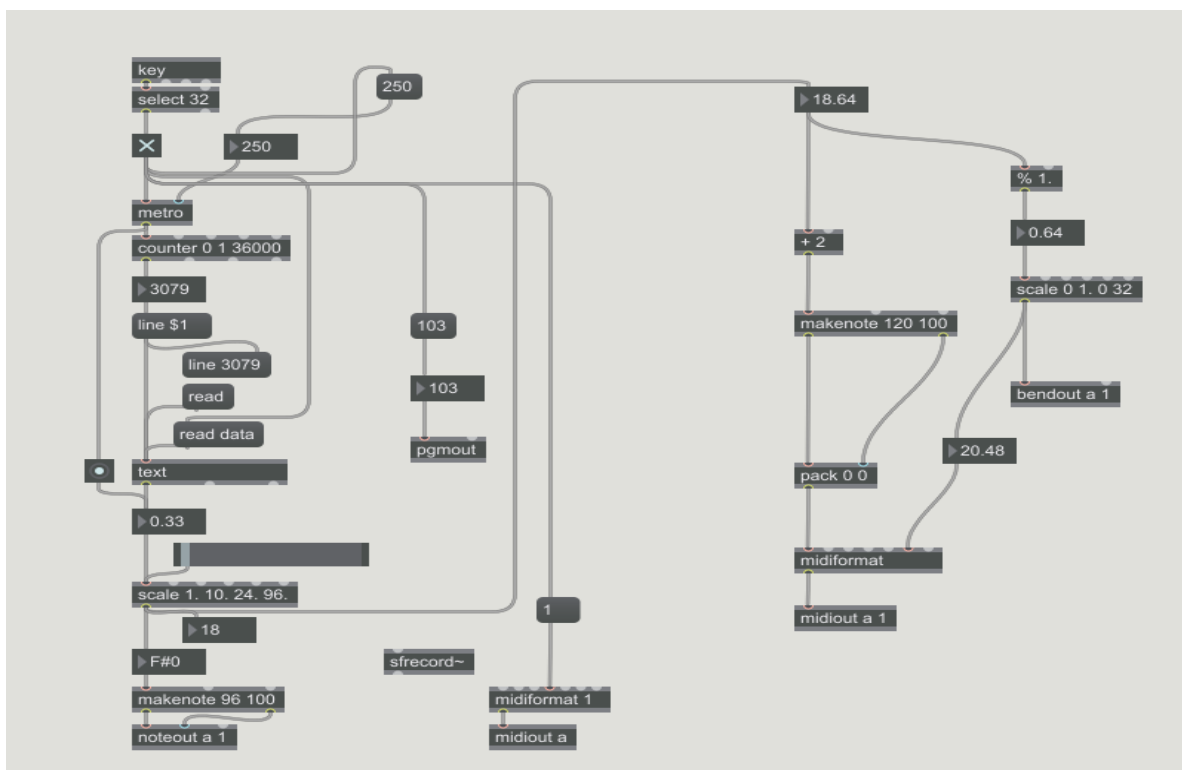 key
select 32
250
250
metro
counter 0 1 36000
3079
line $1
line 3079
read
read data
text
0.33
scale 1. 10. 24. 96.
18
F#0
makenote 96 100
noteout a 1
103
103
pgmout
sfrecord~
1
midiformat 1
midiout a
18.64
% 1.
0.64
+ 2
scale 0 1. 0 32
makenote 120 100
bendout a 1
20.48
pack 0 0
midiformat
midiout a 1